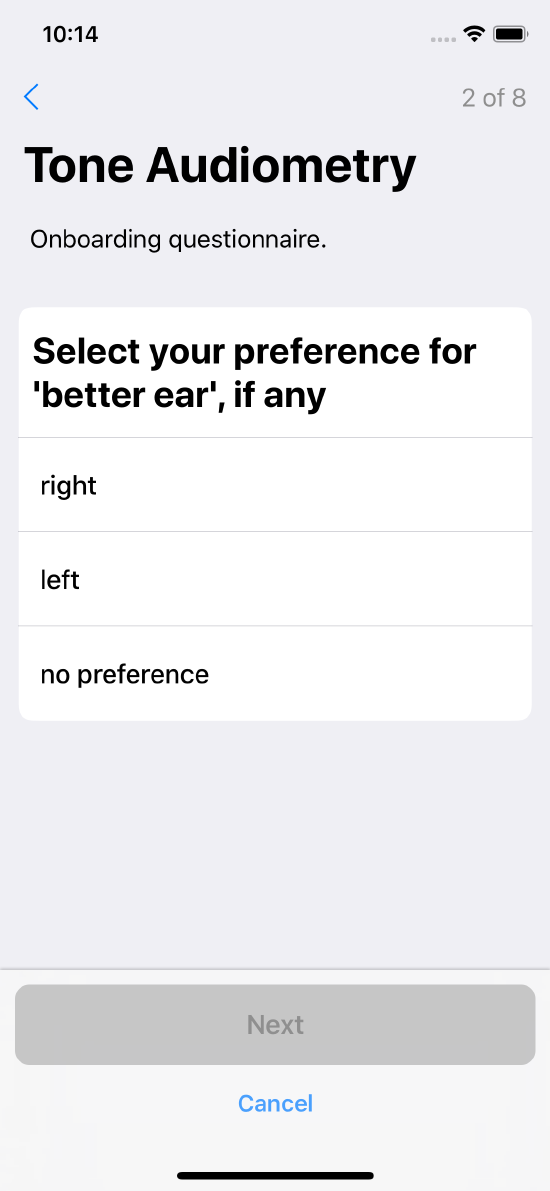 10:14
2 of 8
Tone Audiometry
Onboarding questionnaire.
Select your preference for
'better ear', if any
right
left
no preference
Next
Cancel